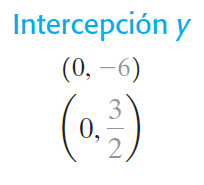 Intercepción y
(0, −6)
(0, 3/2)